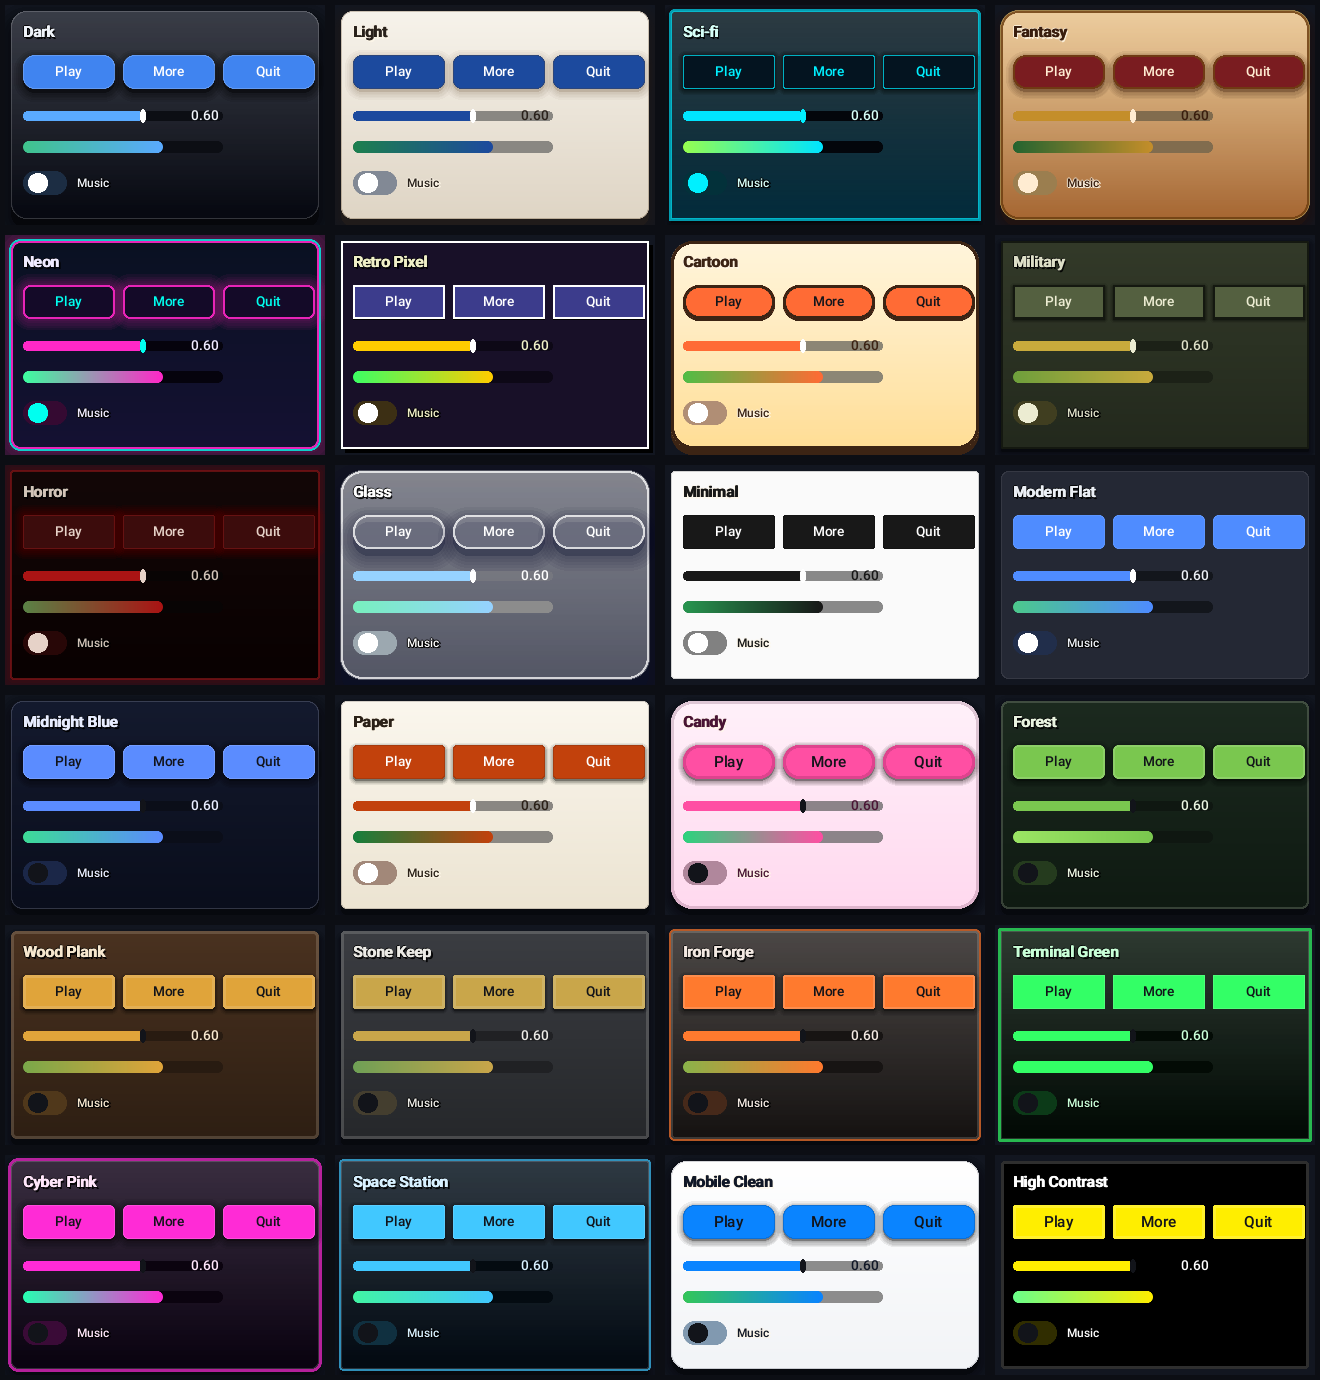 Dark
Play More Quit
0.60
Music
Light
Play More Quit
0.60
Music
Sci-fi
Play More Quit
0.60
Music
Fantasy
Play More Quit
0.60
Music
Neon
Play More Quit
0.60
Music
Retro Pixel
Play More Quit
0.60
Music
Cartoon
Play More Quit
0.60
Music
Military
Play More Quit
0.60
Music
Horror
Play More Quit
0.60
Music
Glass
Play More Quit
0.60
Music
Minimal
Play More Quit
0.60
Music
Modern Flat
Play More Quit
0.60
Music
Midnight Blue
Play More Quit
0.60
Music
Paper
Play More Quit
0.60
Music
Candy
Play More Quit
0.60
Music
Forest
Play More Quit
0.60
Music
Wood Plank
Play More Quit
0.60
Music
Stone Keep
Play More Quit
0.60
Music
Iron Forge
Play More Quit
0.60
Music
Terminal Green
Play More Quit
0.60
Music
Cyber Pink
Play More Quit
0.60
Music
Space Station
Play More Quit
0.60
Music
Mobile Clean
Play More Quit
0.60
Music
High Contrast
Play More Quit
0.60
Music